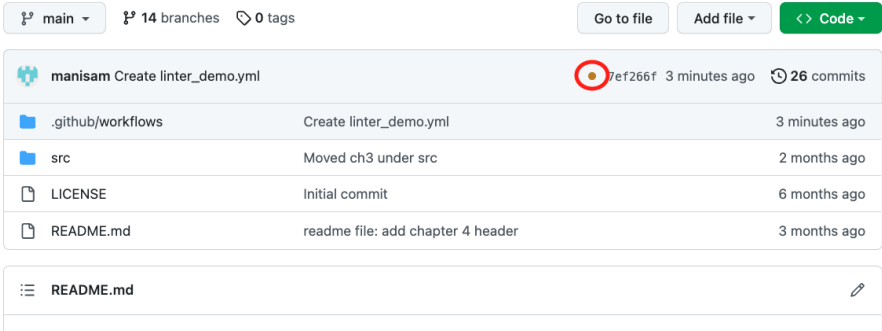 main 14 branches 0 tags Go to file Add file <> Code
manisam Create linter_demo.yml 7ef266f 3 minutes ago 26 commits
.github/workflows Create linter_demo.yml 3 minutes ago
src Moved ch3 under src 2 months ago
LICENSE Initial commit 6 months ago
README.md readme file: add chapter 4 header 3 months ago
README.md